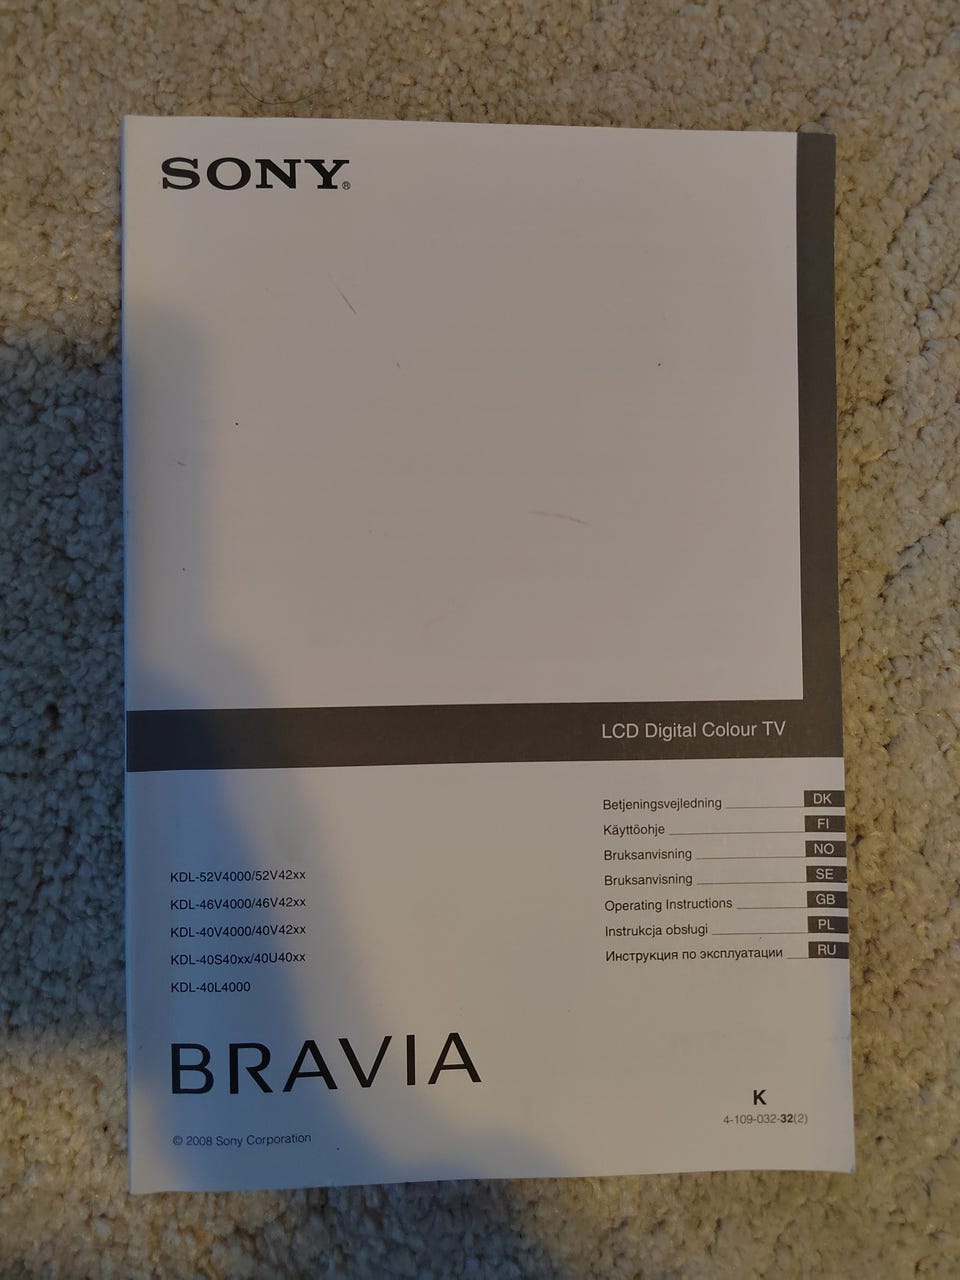 SONY®
LCD Digital Colour TV
Betjeningsvejledning DK
Käyttöohje FI
Bruksanvisning NO
Bruksanvisning SE
Operating Instructions GB
Instrukcja obsługi PL
Инструкция по эксплуатации RU
KDL-52V4000/52V42xx
KDL-46V4000/46V42xx
KDL-40V4000/40V42xx
KDL-40S40xx/40U40xx
KDL-40L4000
BRAVIA
K
4-109-032-32(2)
© 2008 Sony Corporation